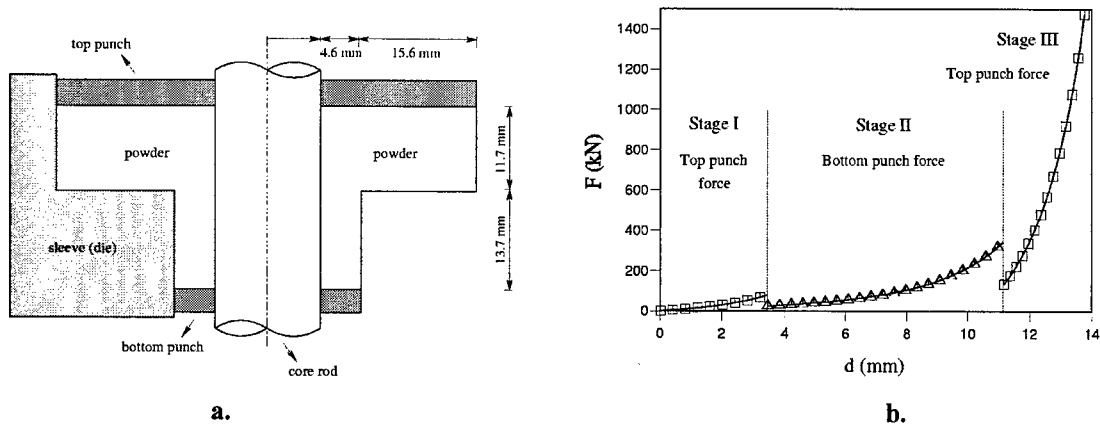 top punch
4.6 mm
15.6 mm
powder
powder
11.7 mm
sleeve (die)
13.7 mm
bottom punch
core rod
a.
F (kN)
1400
1200
1000
800
600
400
200
0
Stage I
Top punch
force
Stage II
Bottom punch force
Stage III
Top punch force
0
2
4
6
8
10
12
14
d (mm)
b.